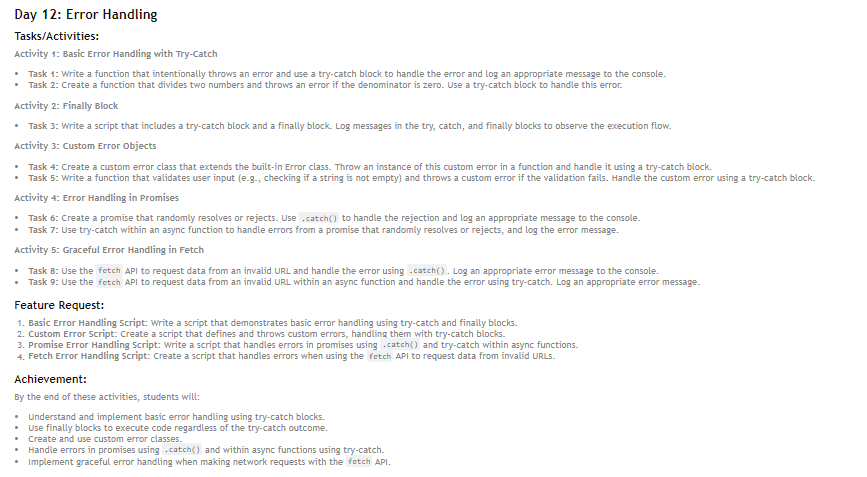 Day 12: Error Handling
Tasks/Activities:
Activity 1: Basic Error Handling with Try-Catch
• Task 1: Write a function that intentionally throws an error and use a try-catch block to handle the error and log an appropriate message to the console.
• Task 2: Create a function that divides two numbers and throws an error if the denominator is zero. Use a try-catch block to handle this error.
Activity 2: Finally Block
• Task 3: Write a script that includes a try-catch block and a finally block. Log messages in the try, catch, and finally blocks to observe the execution flow.
Activity 3: Custom Error Objects
• Task 4: Create a custom error class that extends the built-in Error class. Throw an instance of this custom error in a function and handle it using a try-catch block.
• Task 5: Write a function that validates user input (e.g., checking if a string is not empty) and throws a custom error if the validation fails. Handle the custom error using a try-catch block.
Activity 4: Error Handling in Promises
• Task 6: Create a promise that randomly resolves or rejects. Use .catch() to handle the rejection and log an appropriate message to the console.
• Task 7: Use try-catch within an async function to handle errors from a promise that randomly resolves or rejects, and log the error message.
Activity 5: Graceful Error Handling in Fetch
• Task 8: Use the fetch API to request data from an invalid URL and handle the error using .catch(). Log an appropriate error message to the console.
• Task 9: Use the fetch API to request data from an invalid URL within an async function and handle the error using try-catch. Log an appropriate error message.
Feature Request:
1. Basic Error Handling Script: Write a script that demonstrates basic error handling using try-catch and finally blocks.
2. Custom Error Script: Create a script that defines and throws custom errors, handling them with try-catch blocks.
3. Promise Error Handling Script: Write a script that handles errors in promises using .catch() and try-catch within async functions.
4. Fetch Error Handling Script: Create a script that handles errors when using the fetch API to request data from invalid URLs.
Achievement:
By the end of these activities, students will:
• Understand and implement basic error handling using try-catch blocks.
• Use finally blocks to execute code regardless of the try-catch outcome.
• Create and use custom error classes.
• Handle errors in promises using .catch() and within async functions using try-catch.
• Implement graceful error handling when making network requests with the fetch API.